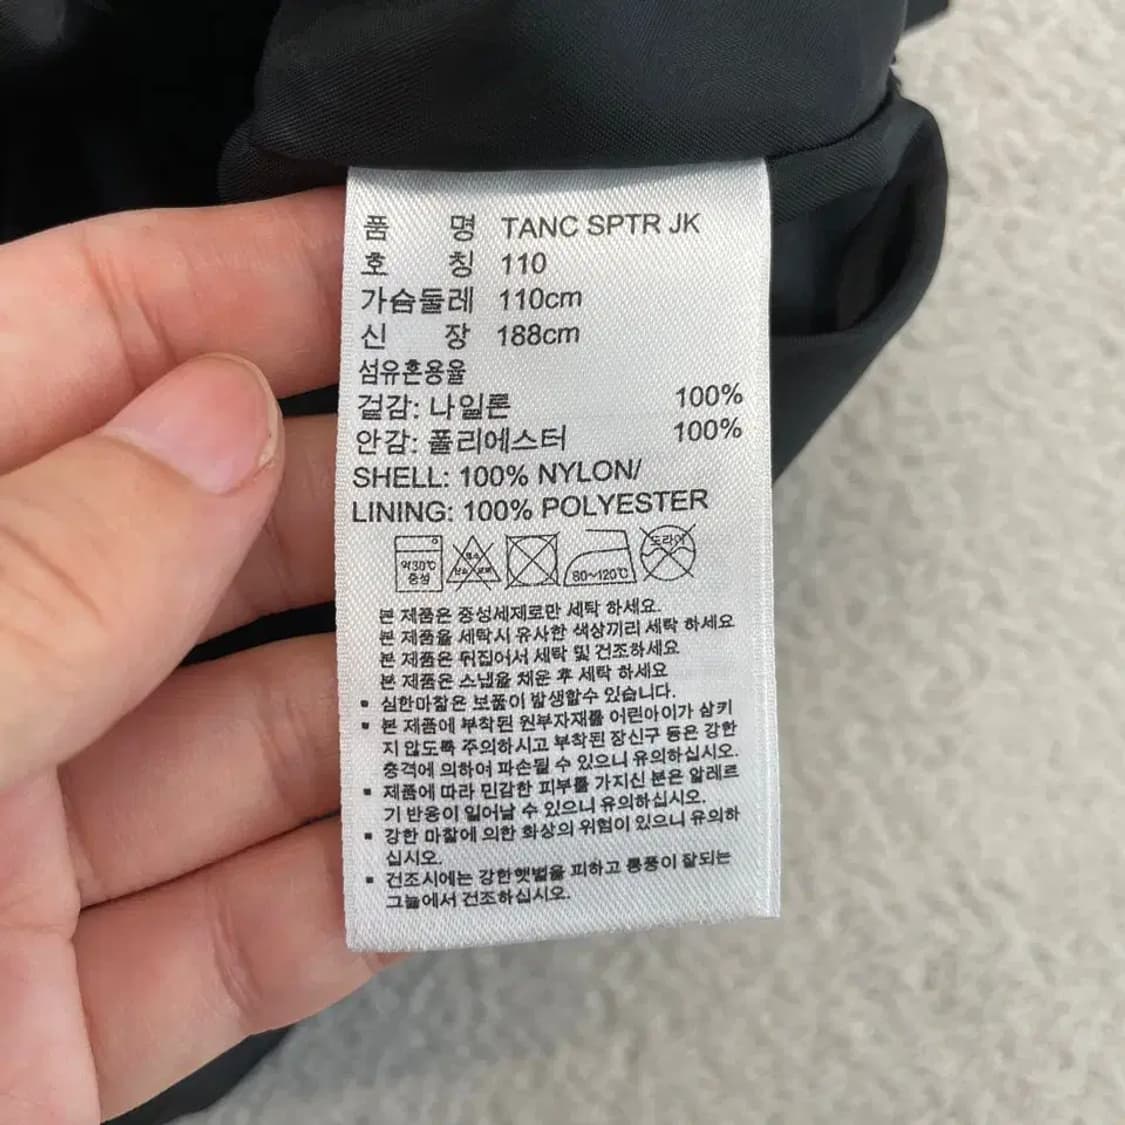 품 명 TANC SPTR JK
호 칭 110
가슴둘레 110cm
신 장 188cm
섬유혼용율
겉감: 나일론 100%
안감: 폴리에스터 100%
SHELL: 100% NYLON/
LINING: 100% POLYESTER
약30℃ 중성 80~120℃ 드라이
본 제품은 중성세제로만 세탁 하세요.
본 제품을 세탁시 유사한 색상끼리 세탁 하세요
본 제품은 뒤집어서 세탁 및 건조하세요
본 제품은 스냅을 채운 후 세탁 하세요
▪ 심한마찰은 보풀이 발생할수 있습니다.
▪ 본 제품에 부착된 원부자재를 어린아이가 삼키
지 않도록 주의하시고 부착된 장신구 등은 강한
충격에 의하여 파손될 수 있으니 유의하십시오.
▪ 제품에 따라 민감한 피부를 가지신 분은 알레르
기 반응이 일어날 수 있으니 유의하십시오.
▪ 강한 마찰에 의한 화상의 위험이 있으니 유의하
십시오.
▪ 건조시에는 강한햇볕을 피하고 통풍이 잘되는
그늘에서 건조하십시오.